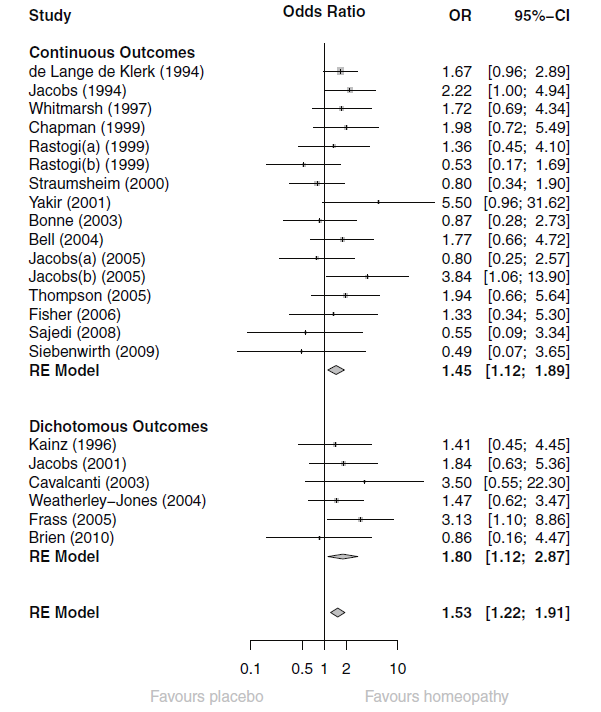 Study Odds Ratio OR 95%−CI
Continuous Outcomes
de Lange de Klerk (1994) 1.67 [0.96; 2.89]
Jacobs (1994) 2.22 [1.00; 4.94]
Whitmarsh (1997) 1.72 [0.69; 4.34]
Chapman (1999) 1.98 [0.72; 5.49]
Rastogi(a) (1999) 1.36 [0.45; 4.10]
Rastogi(b) (1999) 0.53 [0.17; 1.69]
Straumsheim (2000) 0.80 [0.34; 1.90]
Yakir (2001) 5.50 [0.96; 31.62]
Bonne (2003) 0.87 [0.28; 2.73]
Bell (2004) 1.77 [0.66; 4.72]
Jacobs(a) (2005) 0.80 [0.25; 2.57]
Jacobs(b) (2005) 3.84 [1.06; 13.90]
Thompson (2005) 1.94 [0.66; 5.64]
Fisher (2006) 1.33 [0.34; 5.30]
Sajedi (2008) 0.55 [0.09; 3.34]
Siebenwirth (2009) 0.49 [0.07; 3.65]
RE Model 1.45 [1.12; 1.89]
Dichotomous Outcomes
Kainz (1996) 1.41 [0.45; 4.45]
Jacobs (2001) 1.84 [0.63; 5.36]
Cavalcanti (2003) 3.50 [0.55; 22.30]
Weatherley−Jones (2004) 1.47 [0.62; 3.47]
Frass (2005) 3.13 [1.10; 8.86]
Brien (2010) 0.86 [0.16; 4.47]
RE Model 1.80 [1.12; 2.87]
RE Model 1.53 [1.22; 1.91]
0.1 0.5 1 2 10
Favours placebo Favours homeopathy